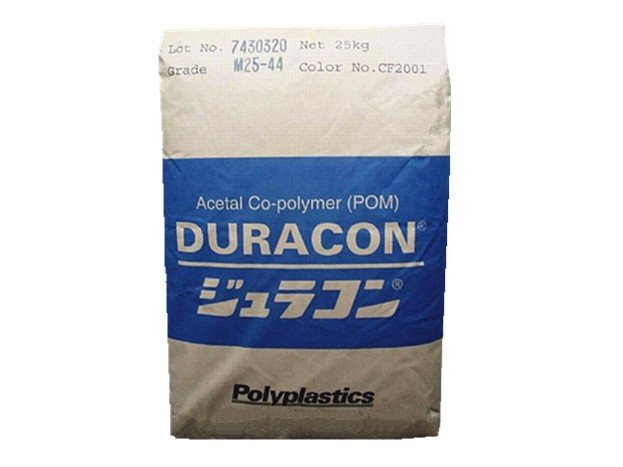 Lot No. 7430320 Net 25kg
Grade M25-44 Color No.CF2001
Acetal Co-polymer (POM)
DURACON®
ジュラコン®
Polyplastics